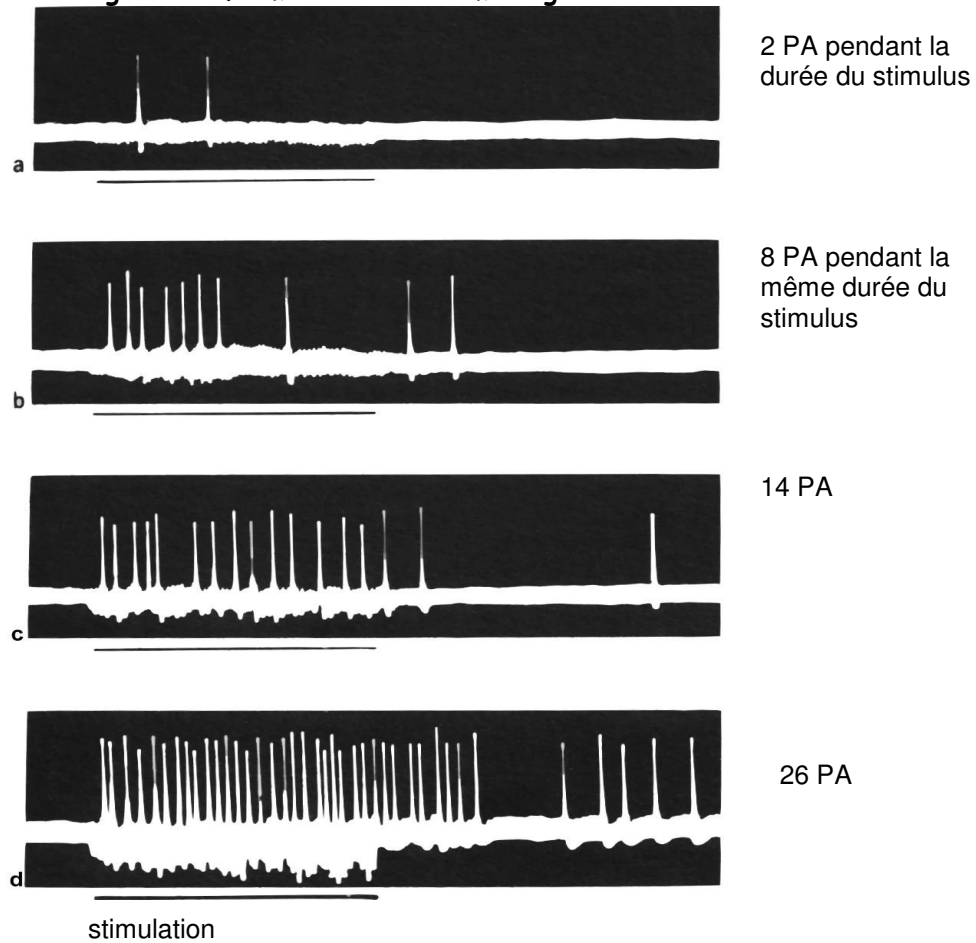 2 PA pendant la
durée du stimulus
a
8 PA pendant la
même durée du
stimulus
b
14 PA
c
26 PA
d
stimulation